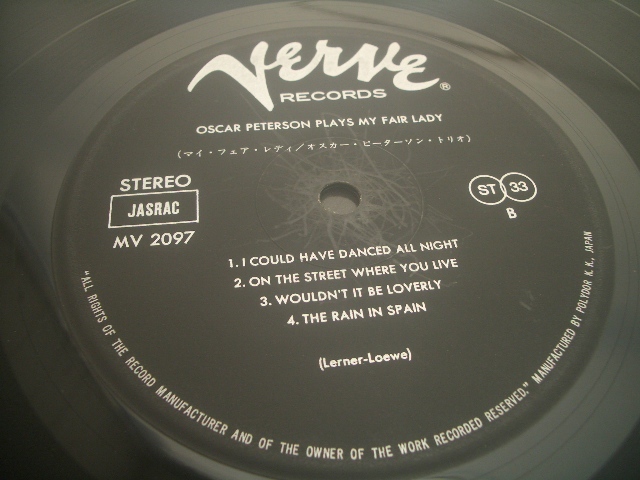 Verve®
RECORDS
OSCAR PETERSON PLAYS MY FAIR LADY
(マイ・フェア・レディ/オスカー・ピーターソン・トリオ)
STEREO
JASRAC
MV 2097
ST 33
B
1. I COULD HAVE DANCED ALL NIGHT
2. ON THE STREET WHERE YOU LIVE
3. WOULDN'T IT BE LOVERLY
4. THE RAIN IN SPAIN
(Lerner-Loewe)
"ALL RIGHTS OF THE RECORD MANUFACTURER AND OF THE OWNER OF THE WORK RECORDED RESERVED." MANUFACTURED BY POLYDOR K. K., JAPAN